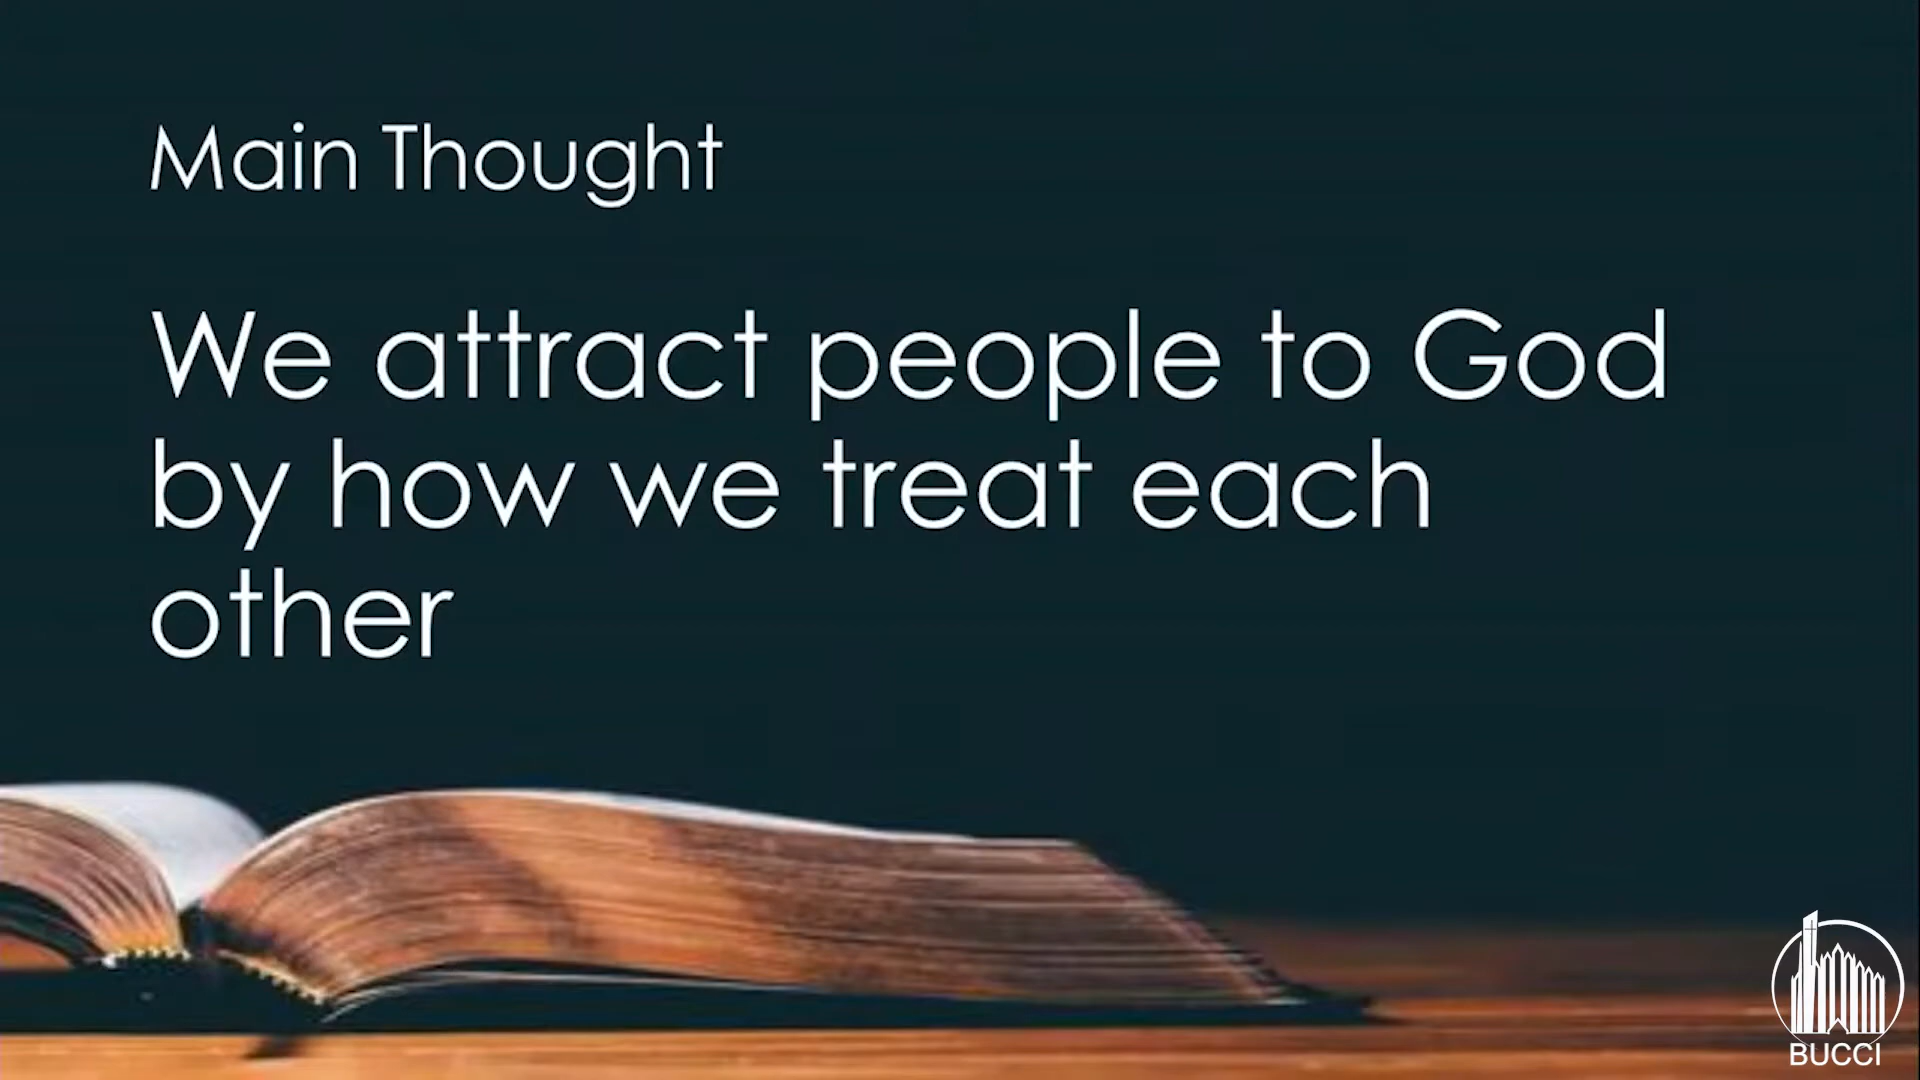 Main Thought
We attract people to God
by how we treat each
other
BUCCI